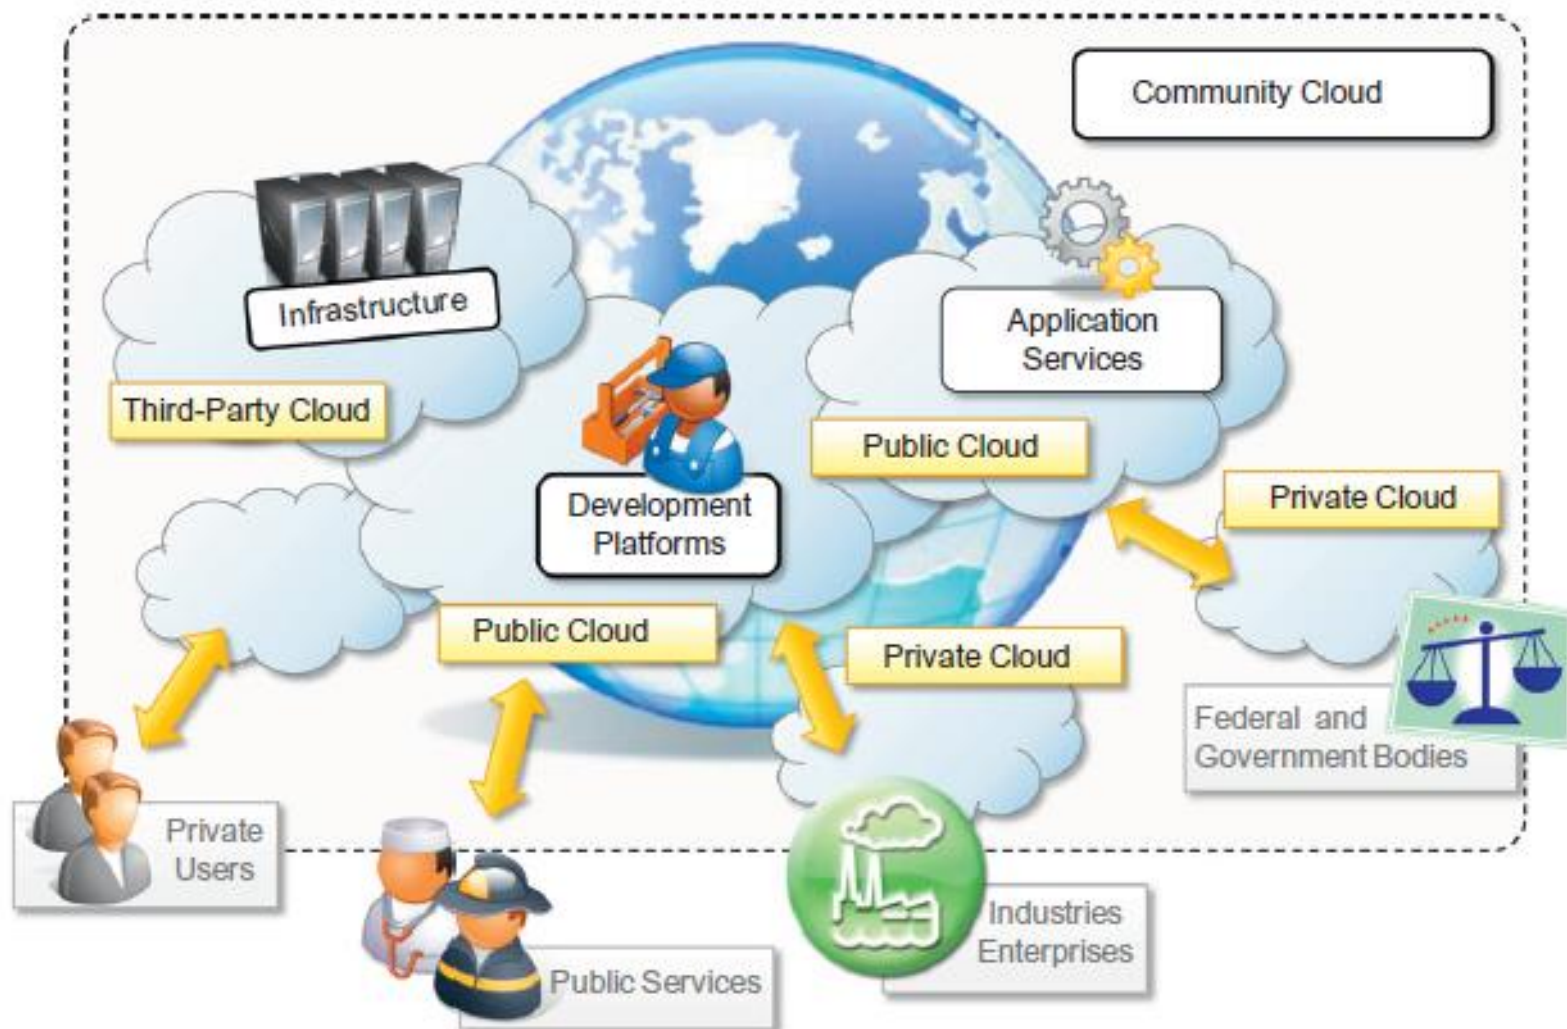 Community Cloud
Infrastructure
Application
Services
Third-Party Cloud
Public Cloud
Development
Platforms
Private Cloud
Public Cloud
Private Cloud
Federal and
Government Bodies
Private
Users
Industries
Enterprises
Public Services